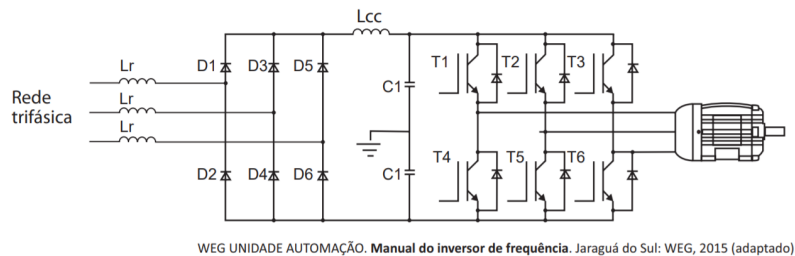 Lcc
Lr
D1 D3 D5 T1 T2 T3
Rede
trifásica
Lr
C1
Lr
D2 D4 D6 C1 T4 T5 T6
WEG UNIDADE AUTOMAÇÃO. Manual do inversor de frequência. Jaraguá do Sul: WEG, 2015 (adaptado)